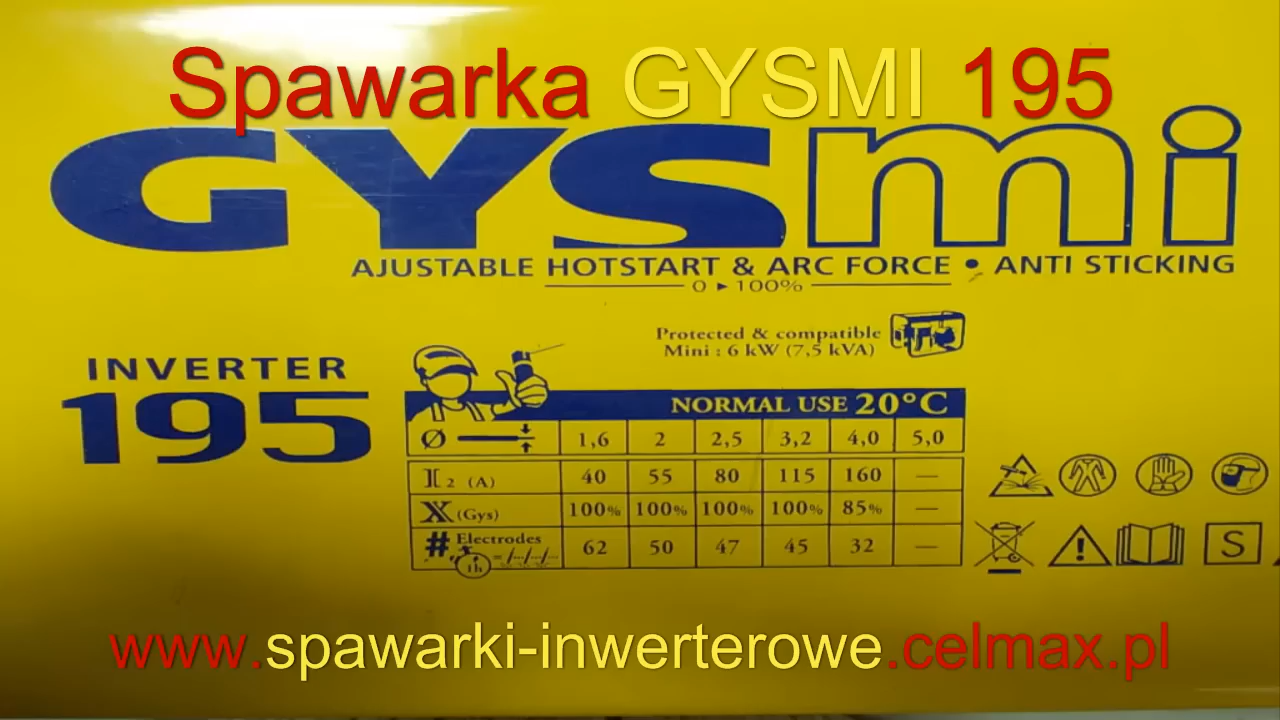 Spawarka GYSMI 195
GYSmi
AJUSTABLE HOTSTART & ARC FORCE • ANTI STICKING
0 ▸ 100%
Protected & compatible
Mini : 6 kW (7,5 kVA)
INVERTER
195
NORMAL USE 20°C
Ø 1,6 2 2,5 3,2 4,0 5,0
I2 (A) 40 55 80 115 160 —
X (Gys) 100% 100% 100% 100% 85% —
# Electrodes 62 50 47 45 32 —
1h
S
www.spawarki-inwerterowe.celmax.pl